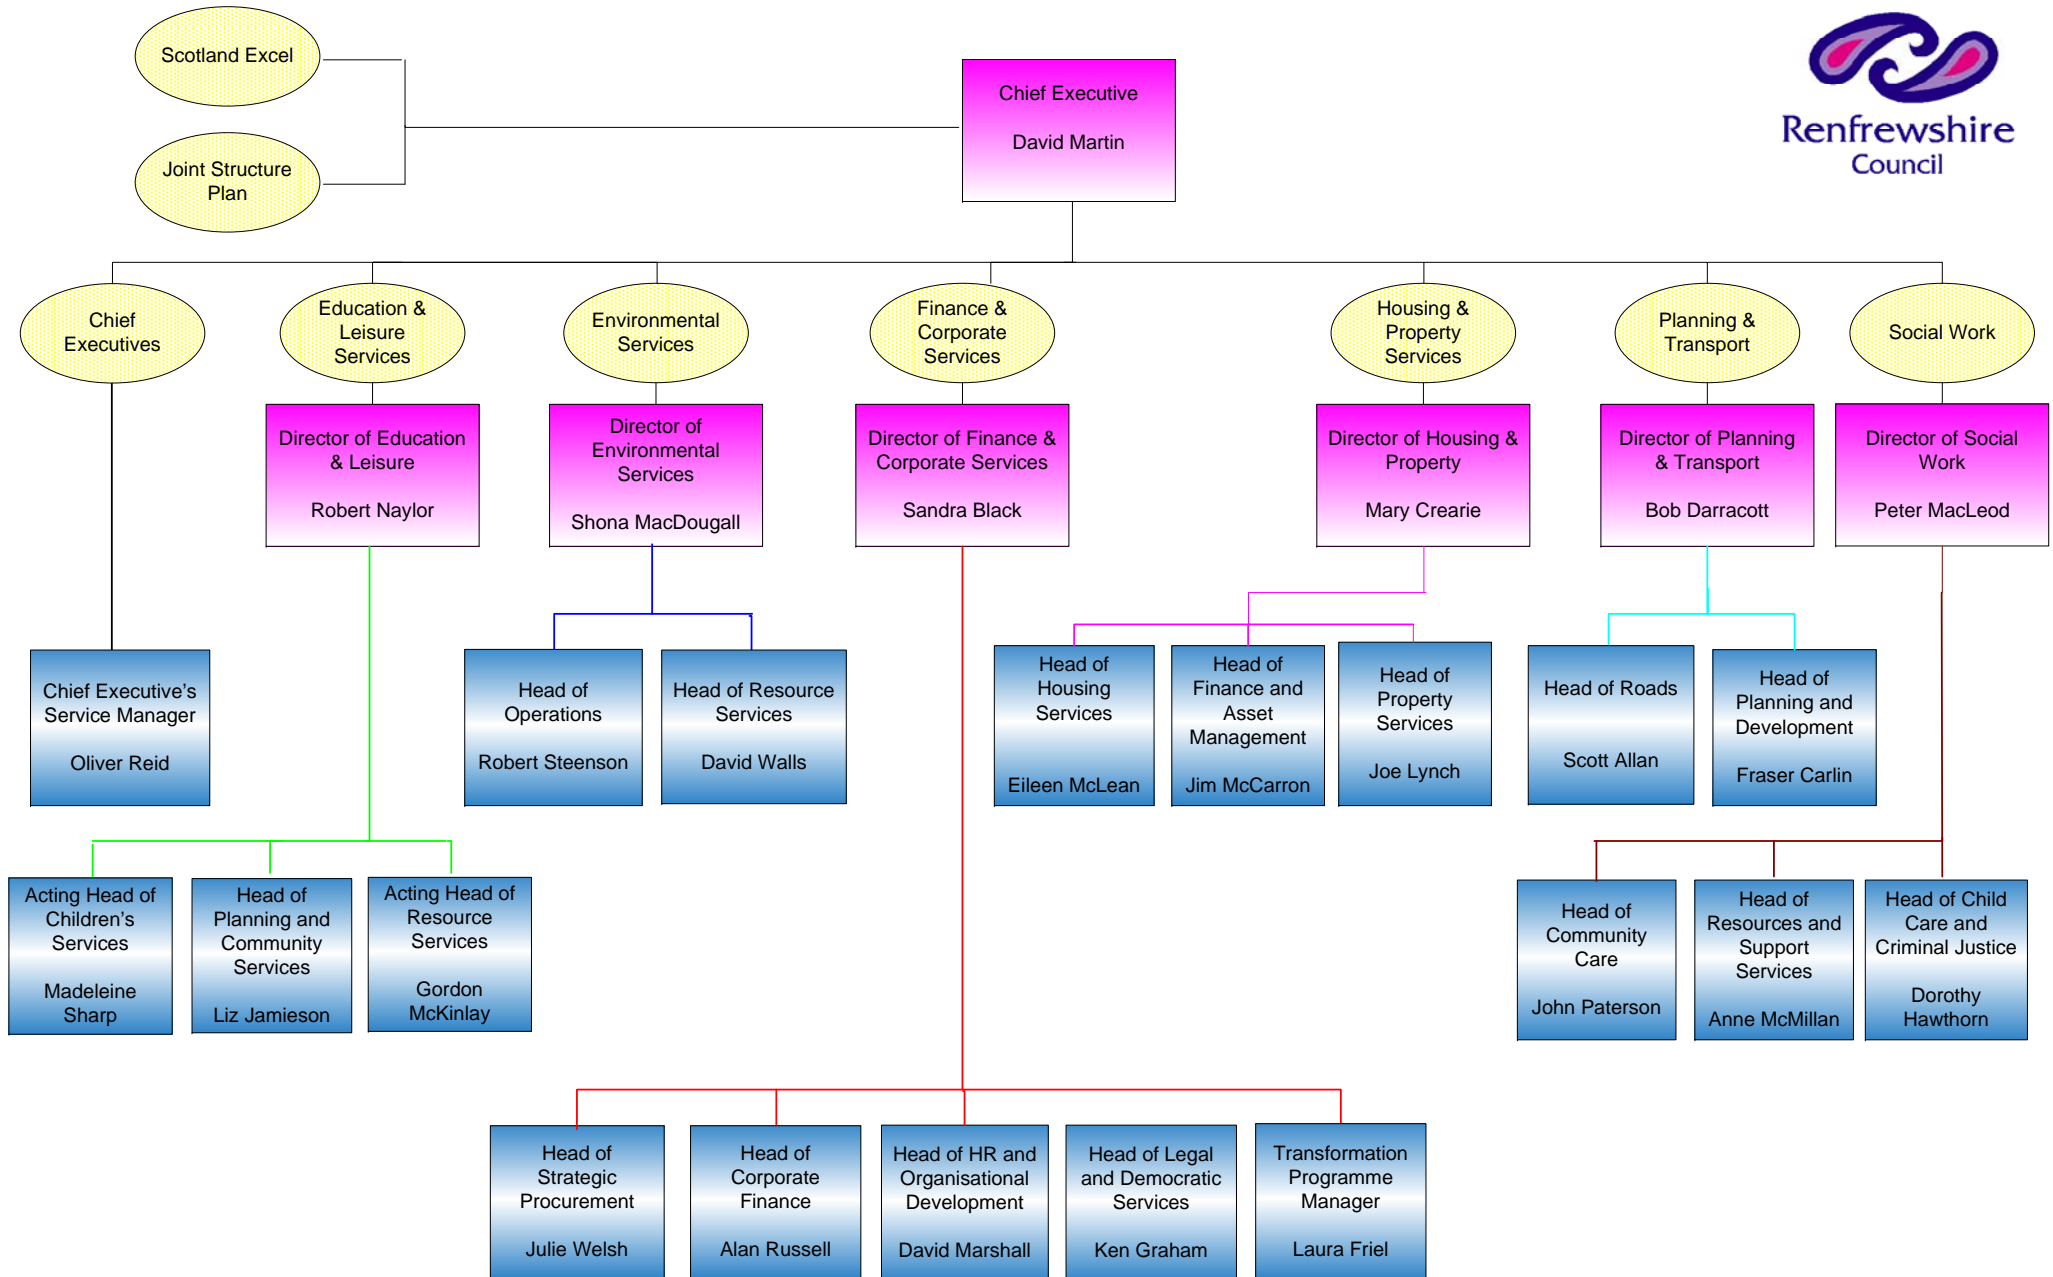 Scotland Excel
Joint Structure
Plan
Chief Executive
David Martin
Renfrewshire
Council
Chief
Executives
Education &
Leisure
Services
Environmental
Services
Finance &
Corporate
Services
Housing &
Property
Services
Planning &
Transport
Social Work
Director of Education
& Leisure
Robert Naylor
Director of
Environmental
Services
Shona MacDougall
Director of Finance &
Corporate Services
Sandra Black
Director of Housing &
Property
Mary Crearie
Director of Planning
& Transport
Bob Darracott
Director of Social
Work
Peter MacLeod
Chief Executive’s
Service Manager
Oliver Reid
Head of
Operations
Robert Steenson
Head of Resource
Services
David Walls
Head of
Housing
Services
Eileen McLean
Head of
Finance and
Asset
Management
Jim McCarron
Head of
Property
Services
Joe Lynch
Head of Roads
Scott Allan
Head of
Planning and
Development
Fraser Carlin
Acting Head of
Children’s
Services
Madeleine
Sharp
Head of
Planning and
Community
Services
Liz Jamieson
Acting Head of
Resource
Services
Gordon
McKinlay
Head of
Community
Care
John Paterson
Head of
Resources and
Support
Services
Anne McMillan
Head of Child
Care and
Criminal Justice
Dorothy
Hawthorn
Head of
Strategic
Procurement
Julie Welsh
Head of
Corporate
Finance
Alan Russell
Head of HR and
Organisational
Development
David Marshall
Head of Legal
and Democratic
Services
Ken Graham
Transformation
Programme
Manager
Laura Friel